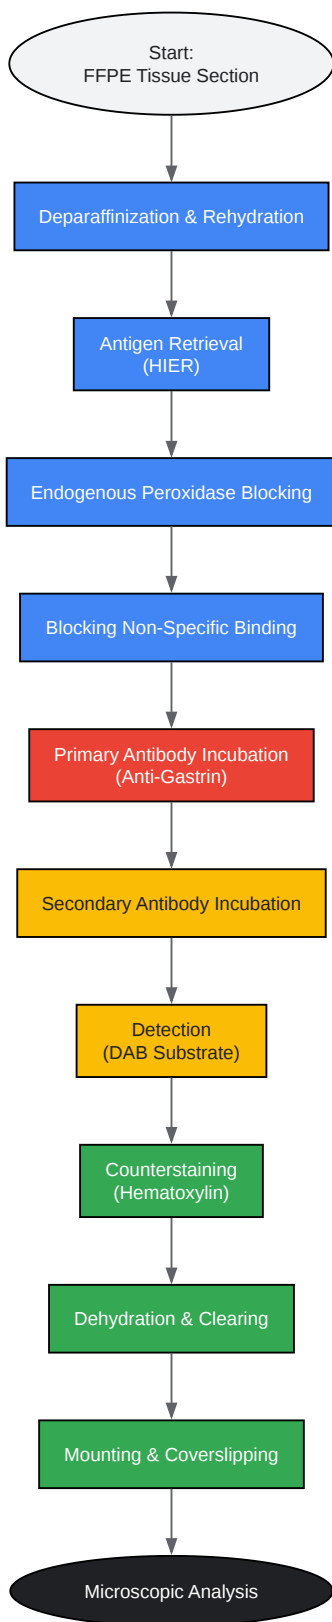 Start:
FFPE Tissue Section
Deparaffinization & Rehydration
Antigen Retrieval
(HIER)
Endogenous Peroxidase Blocking
Blocking Non-Specific Binding
Primary Antibody Incubation
(Anti-Gastrin)
Secondary Antibody Incubation
Detection
(DAB Substrate)
Counterstaining
(Hematoxylin)
Dehydration & Clearing
Mounting & Coverslipping
Microscopic Analysis